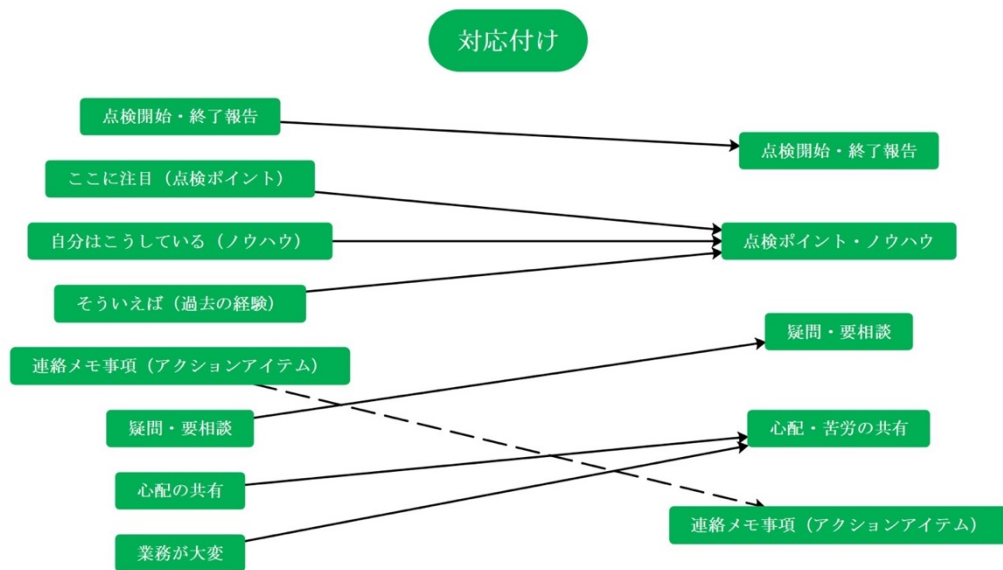 対応付け
点検開始・終了報告
ここに注目（点検ポイント）
自分はこうしている（ノウハウ）
そういえば（過去の経験）
連絡メモ事項（アクションアイテム）
疑問・要相談
心配の共有
業務が大変
点検開始・終了報告
点検ポイント・ノウハウ
疑問・要相談
心配・苦労の共有
連絡メモ事項（アクションアイテム）